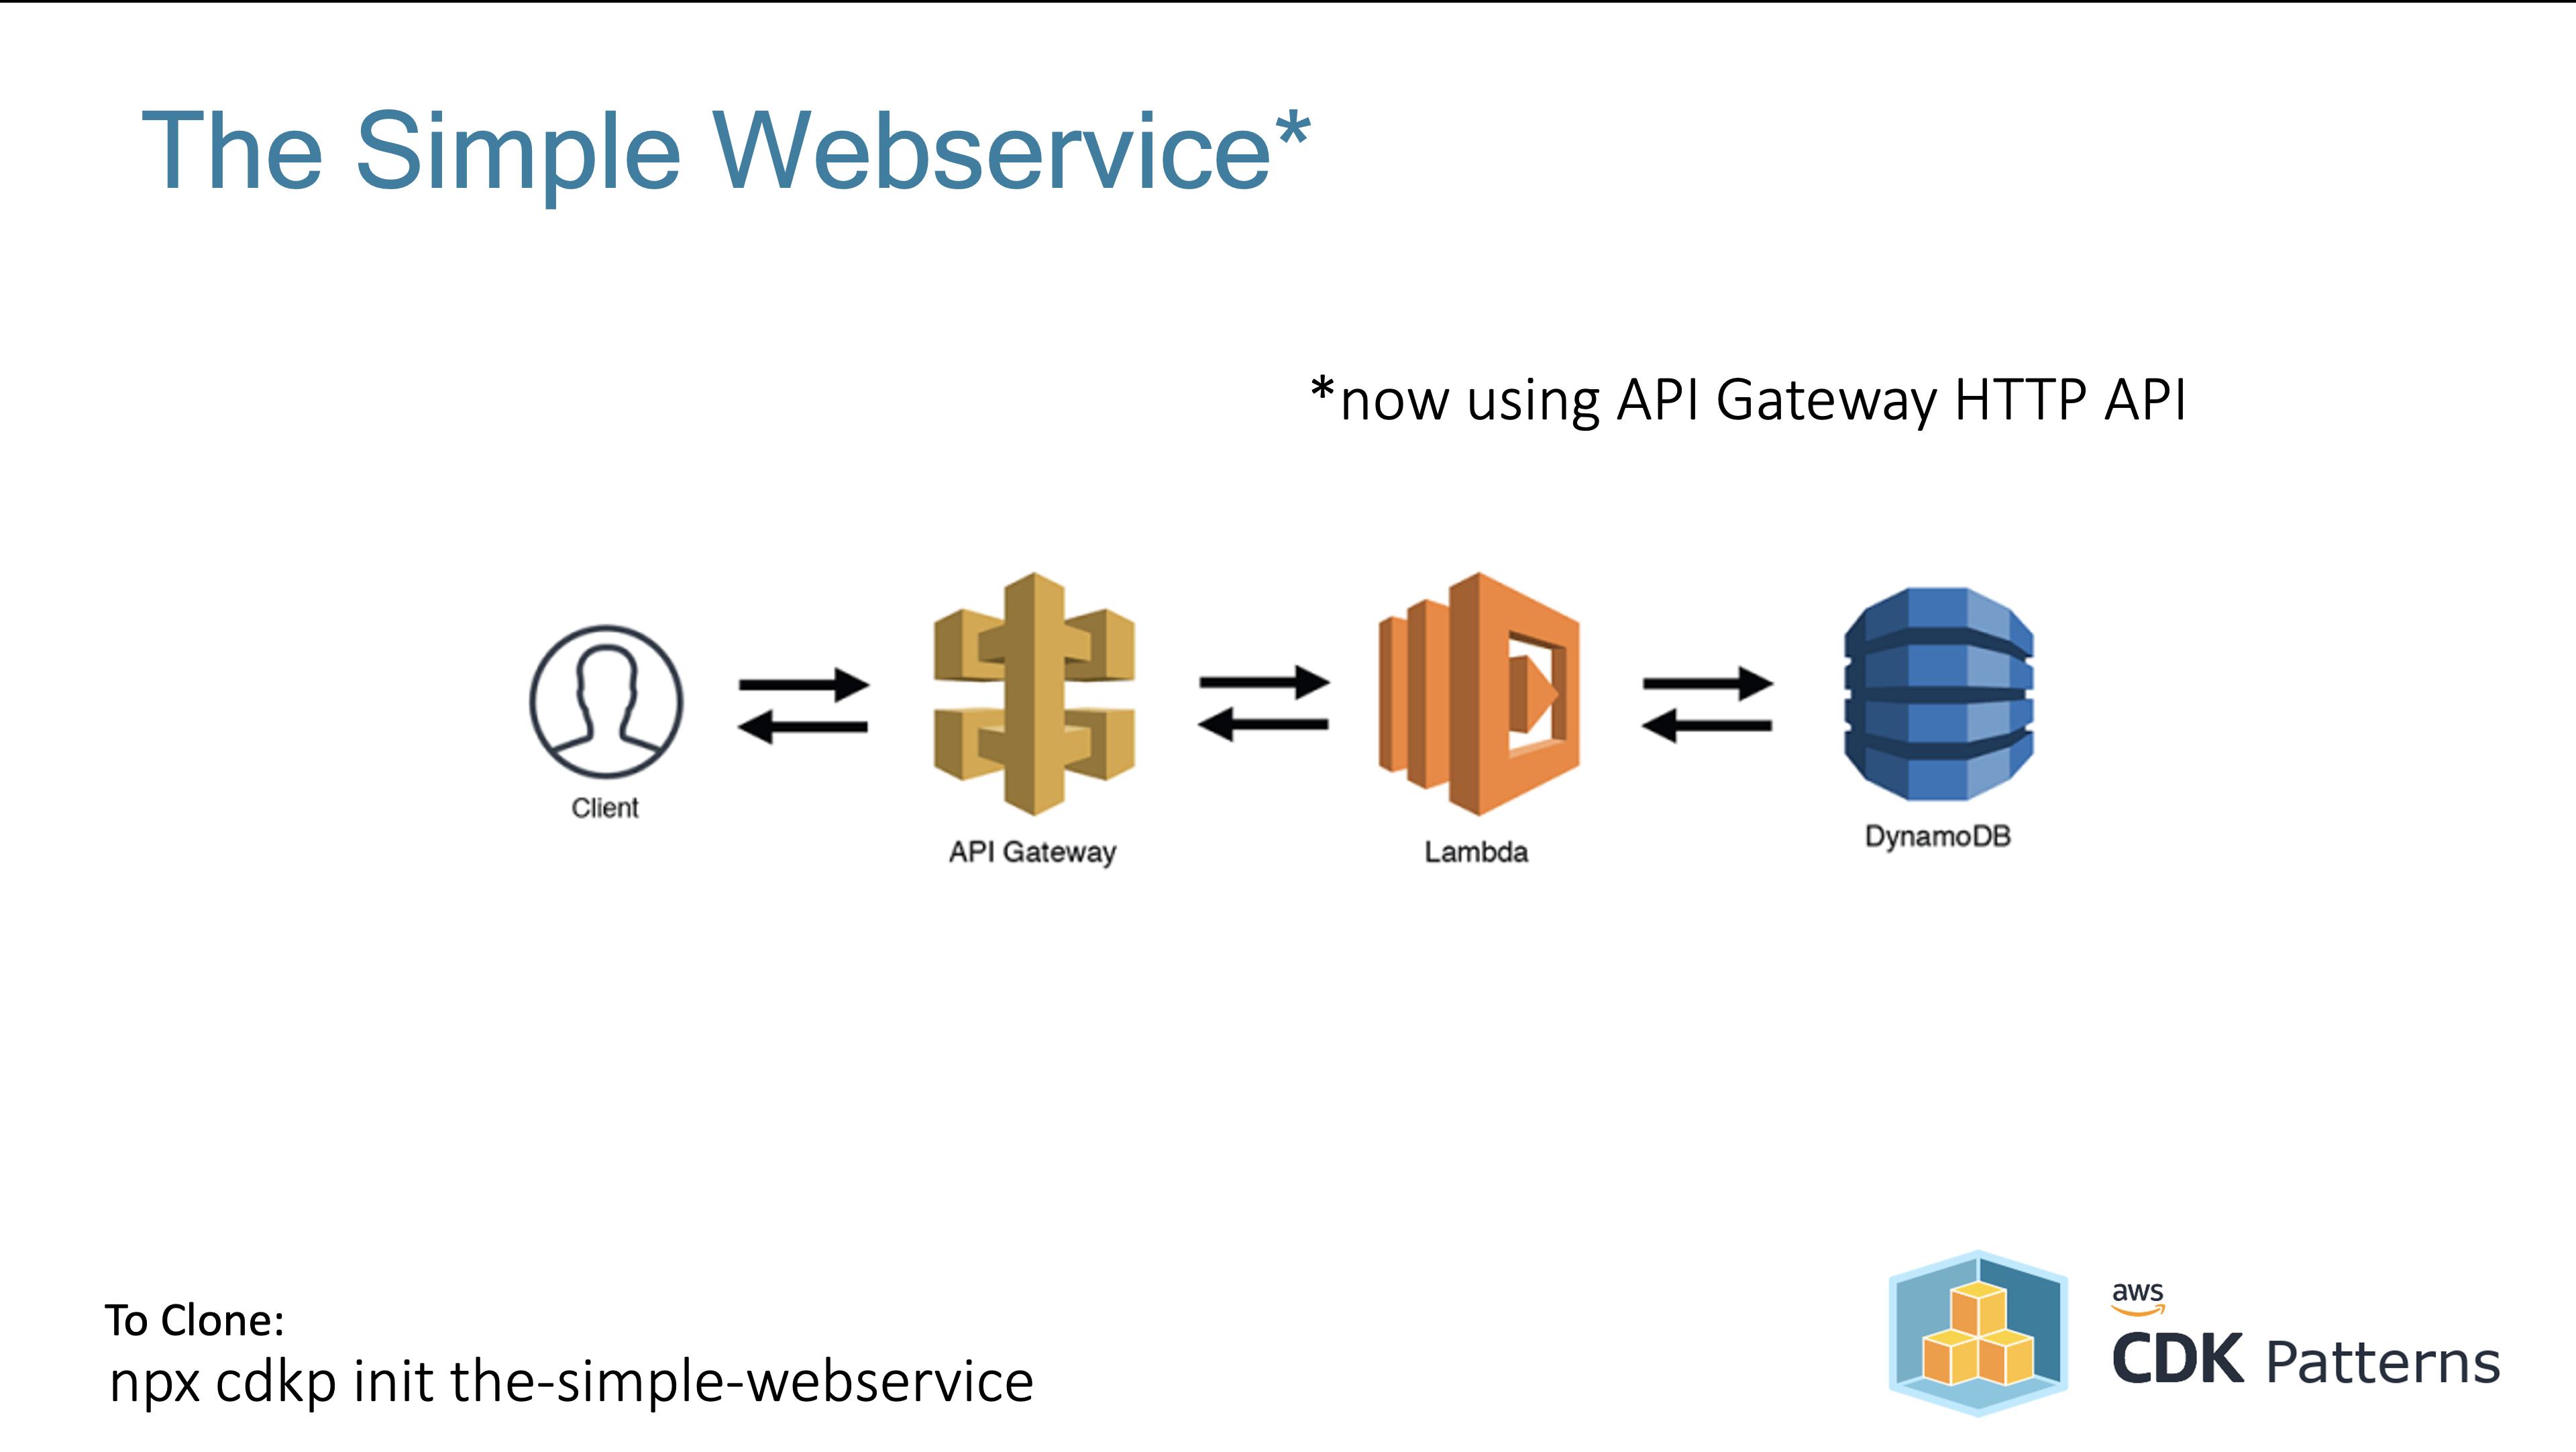 The Simple Webservice*
*now using API Gateway HTTP API
Client
API Gateway
Lambda
DynamoDB
To Clone:
npx cdkp init the-simple-webservice
aws
CDK Patterns